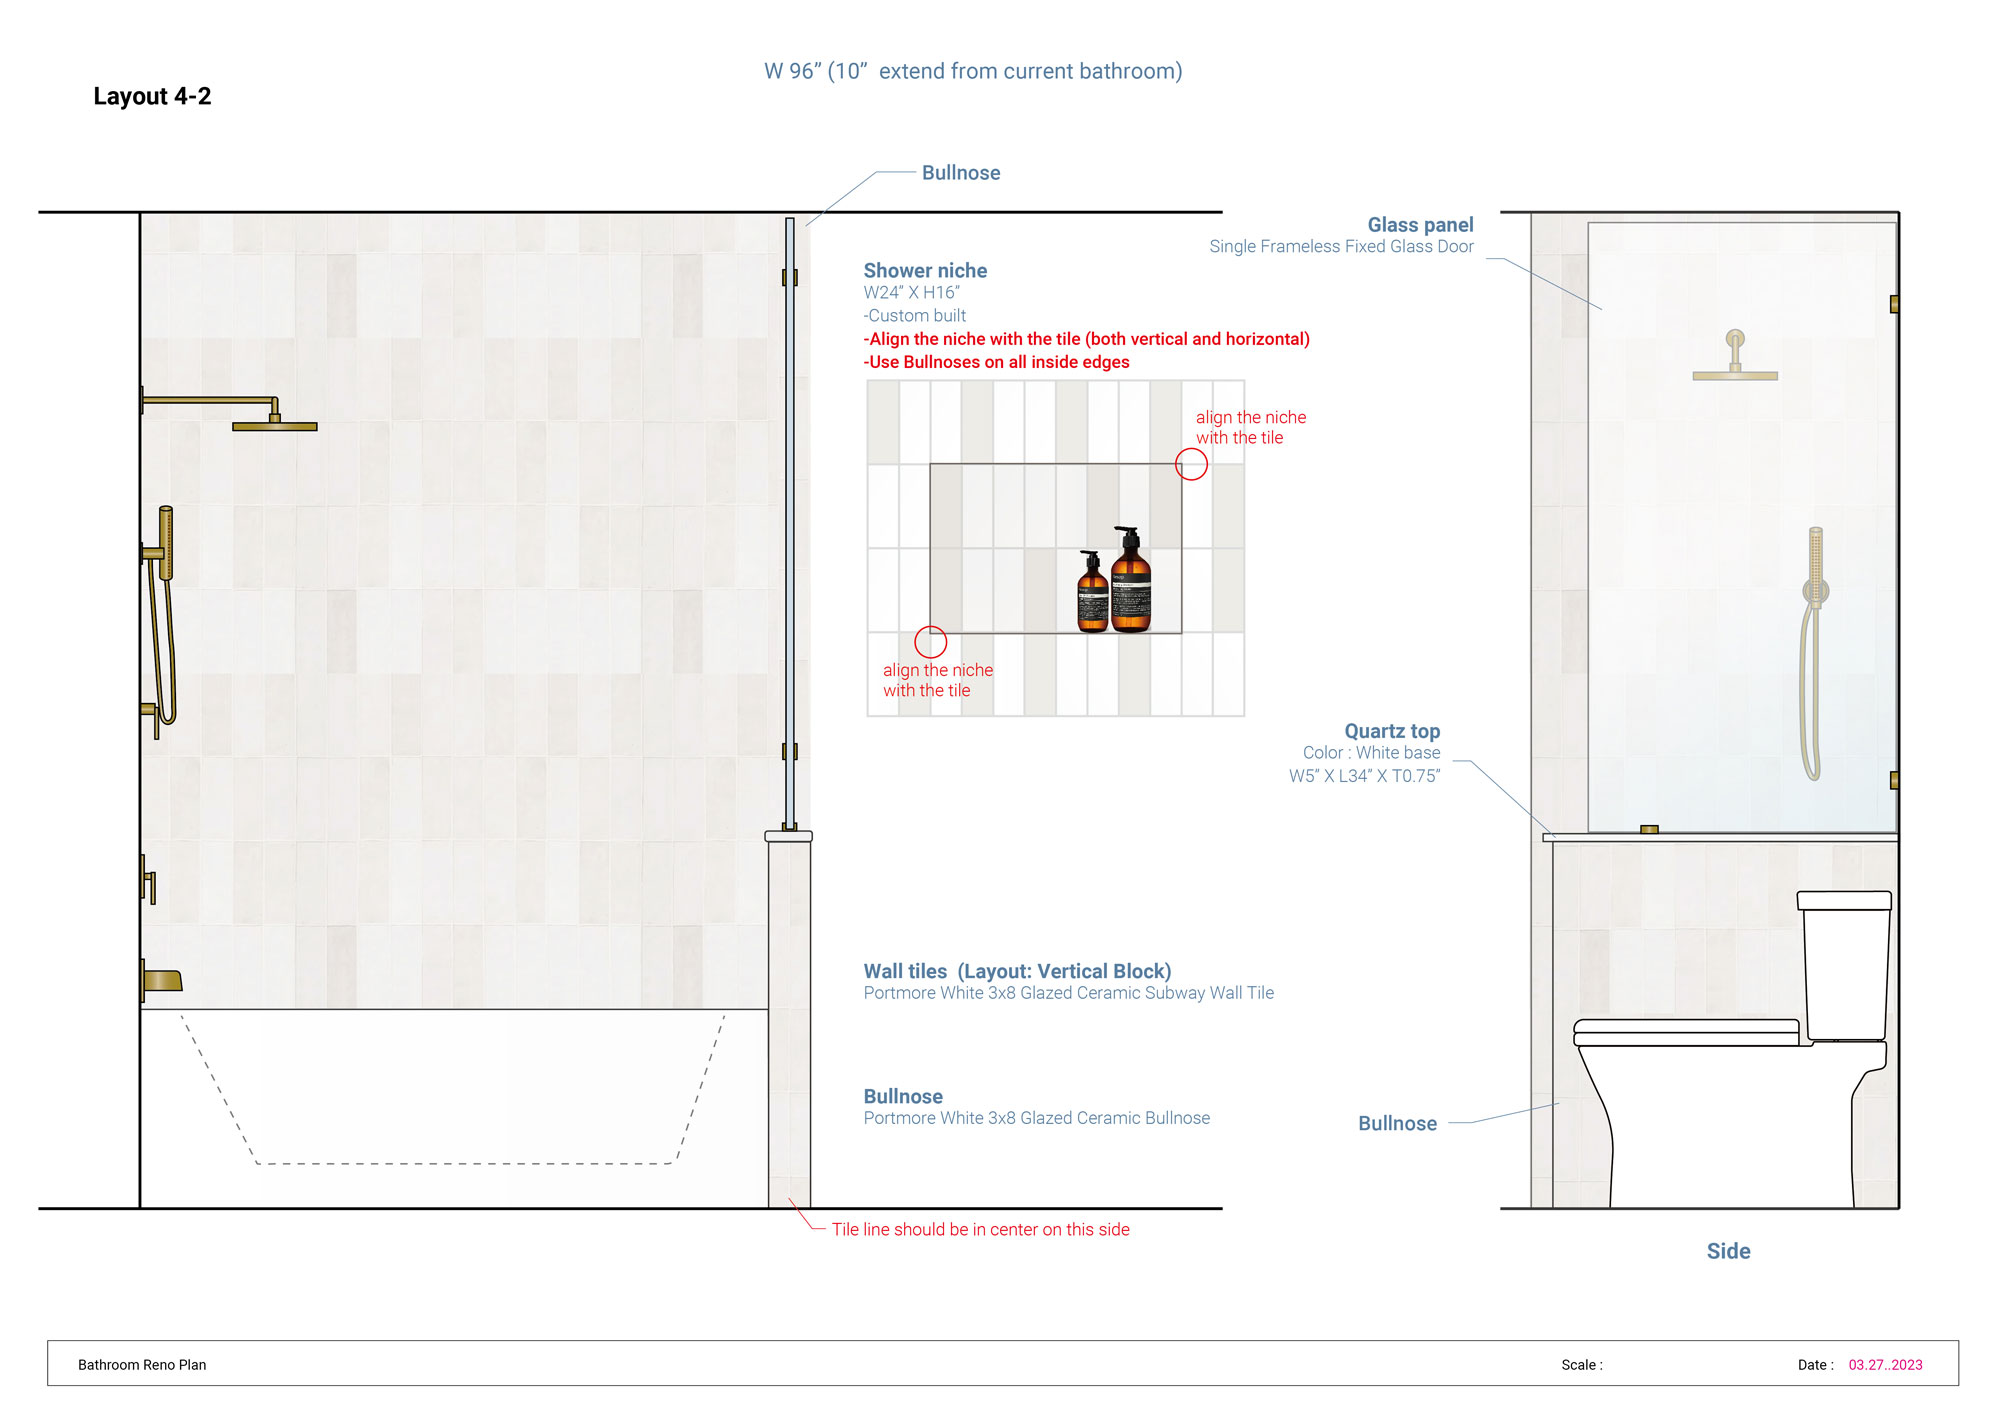 W 96” (10”  extend from current bathroom)
Layout 4-2
Bullnose
Glass panel
Single Frameless Fixed Glass Door
Shower niche
W24” X H16”
-Custom built
-Align the niche with the tile (both vertical and horizontal)
-Use Bullnoses on all inside edges
align the niche
with the tile
align the niche
with the tile
Quartz top
Color : White base
W5” X L34” X T0.75”
Wall tiles  (Layout: Vertical Block)
Portmore White 3x8 Glazed Ceramic Subway Wall Tile
Bullnose
Portmore White 3x8 Glazed Ceramic Bullnose
Bullnose
Tile line should be in center on this side
Side
Bathroom Reno Plan
Scale :
Date : 03.27..2023